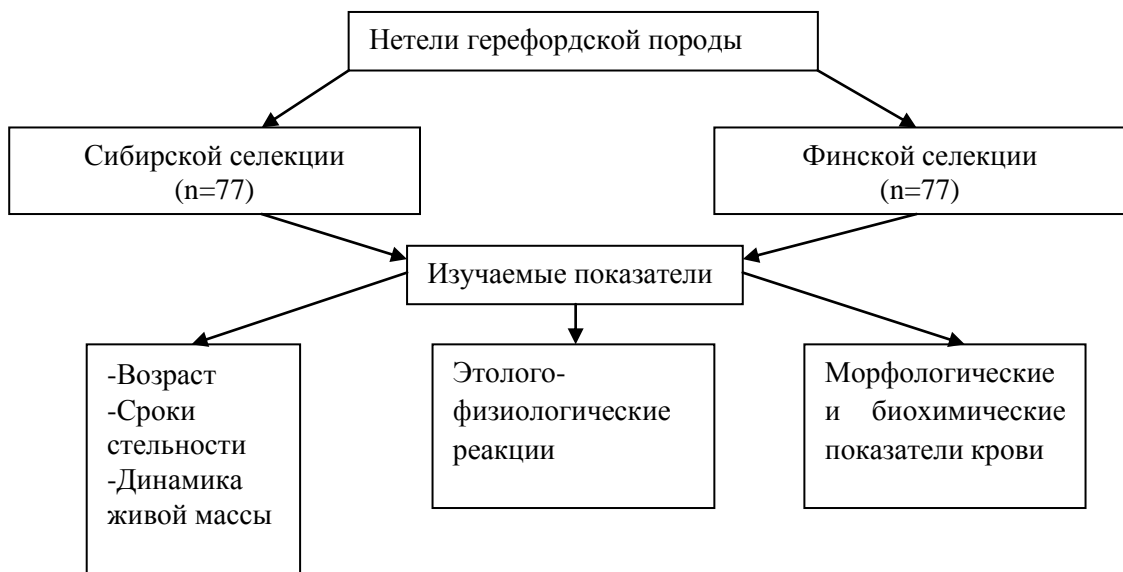 Нетели герефордской породы
Сибирской селекции
(n=77)
Финской селекции
(n=77)
Изучаемые показатели
-Возраст
-Сроки
стельности
-Динамика
живой массы
Этолого-
физиологические
реакции
Морфологические
и биохимические
показатели крови